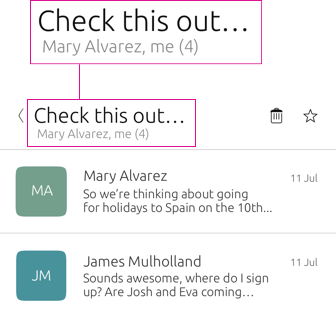 Check this out...
Mary Alvarez, me (4)
Check this out...
Mary Alvarez, me (4)
MA
Mary Alvarez
11 Jul
So we're thinking about going
for holidays to Spain on the 10th...
JM
James Mulholland
11 Jul
Sounds awesome, where do I sign
up? Are Josh and Eva coming...